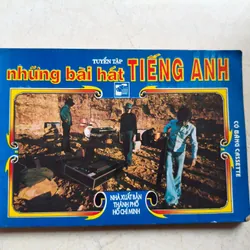 TUYỂN TẬP
những bài hát TIẾNG ANH
NHÀ XUẤT BẢN
THÀNH PHỐ
HỒ CHÍ MINH
CÓ BĂNG CASSETTE